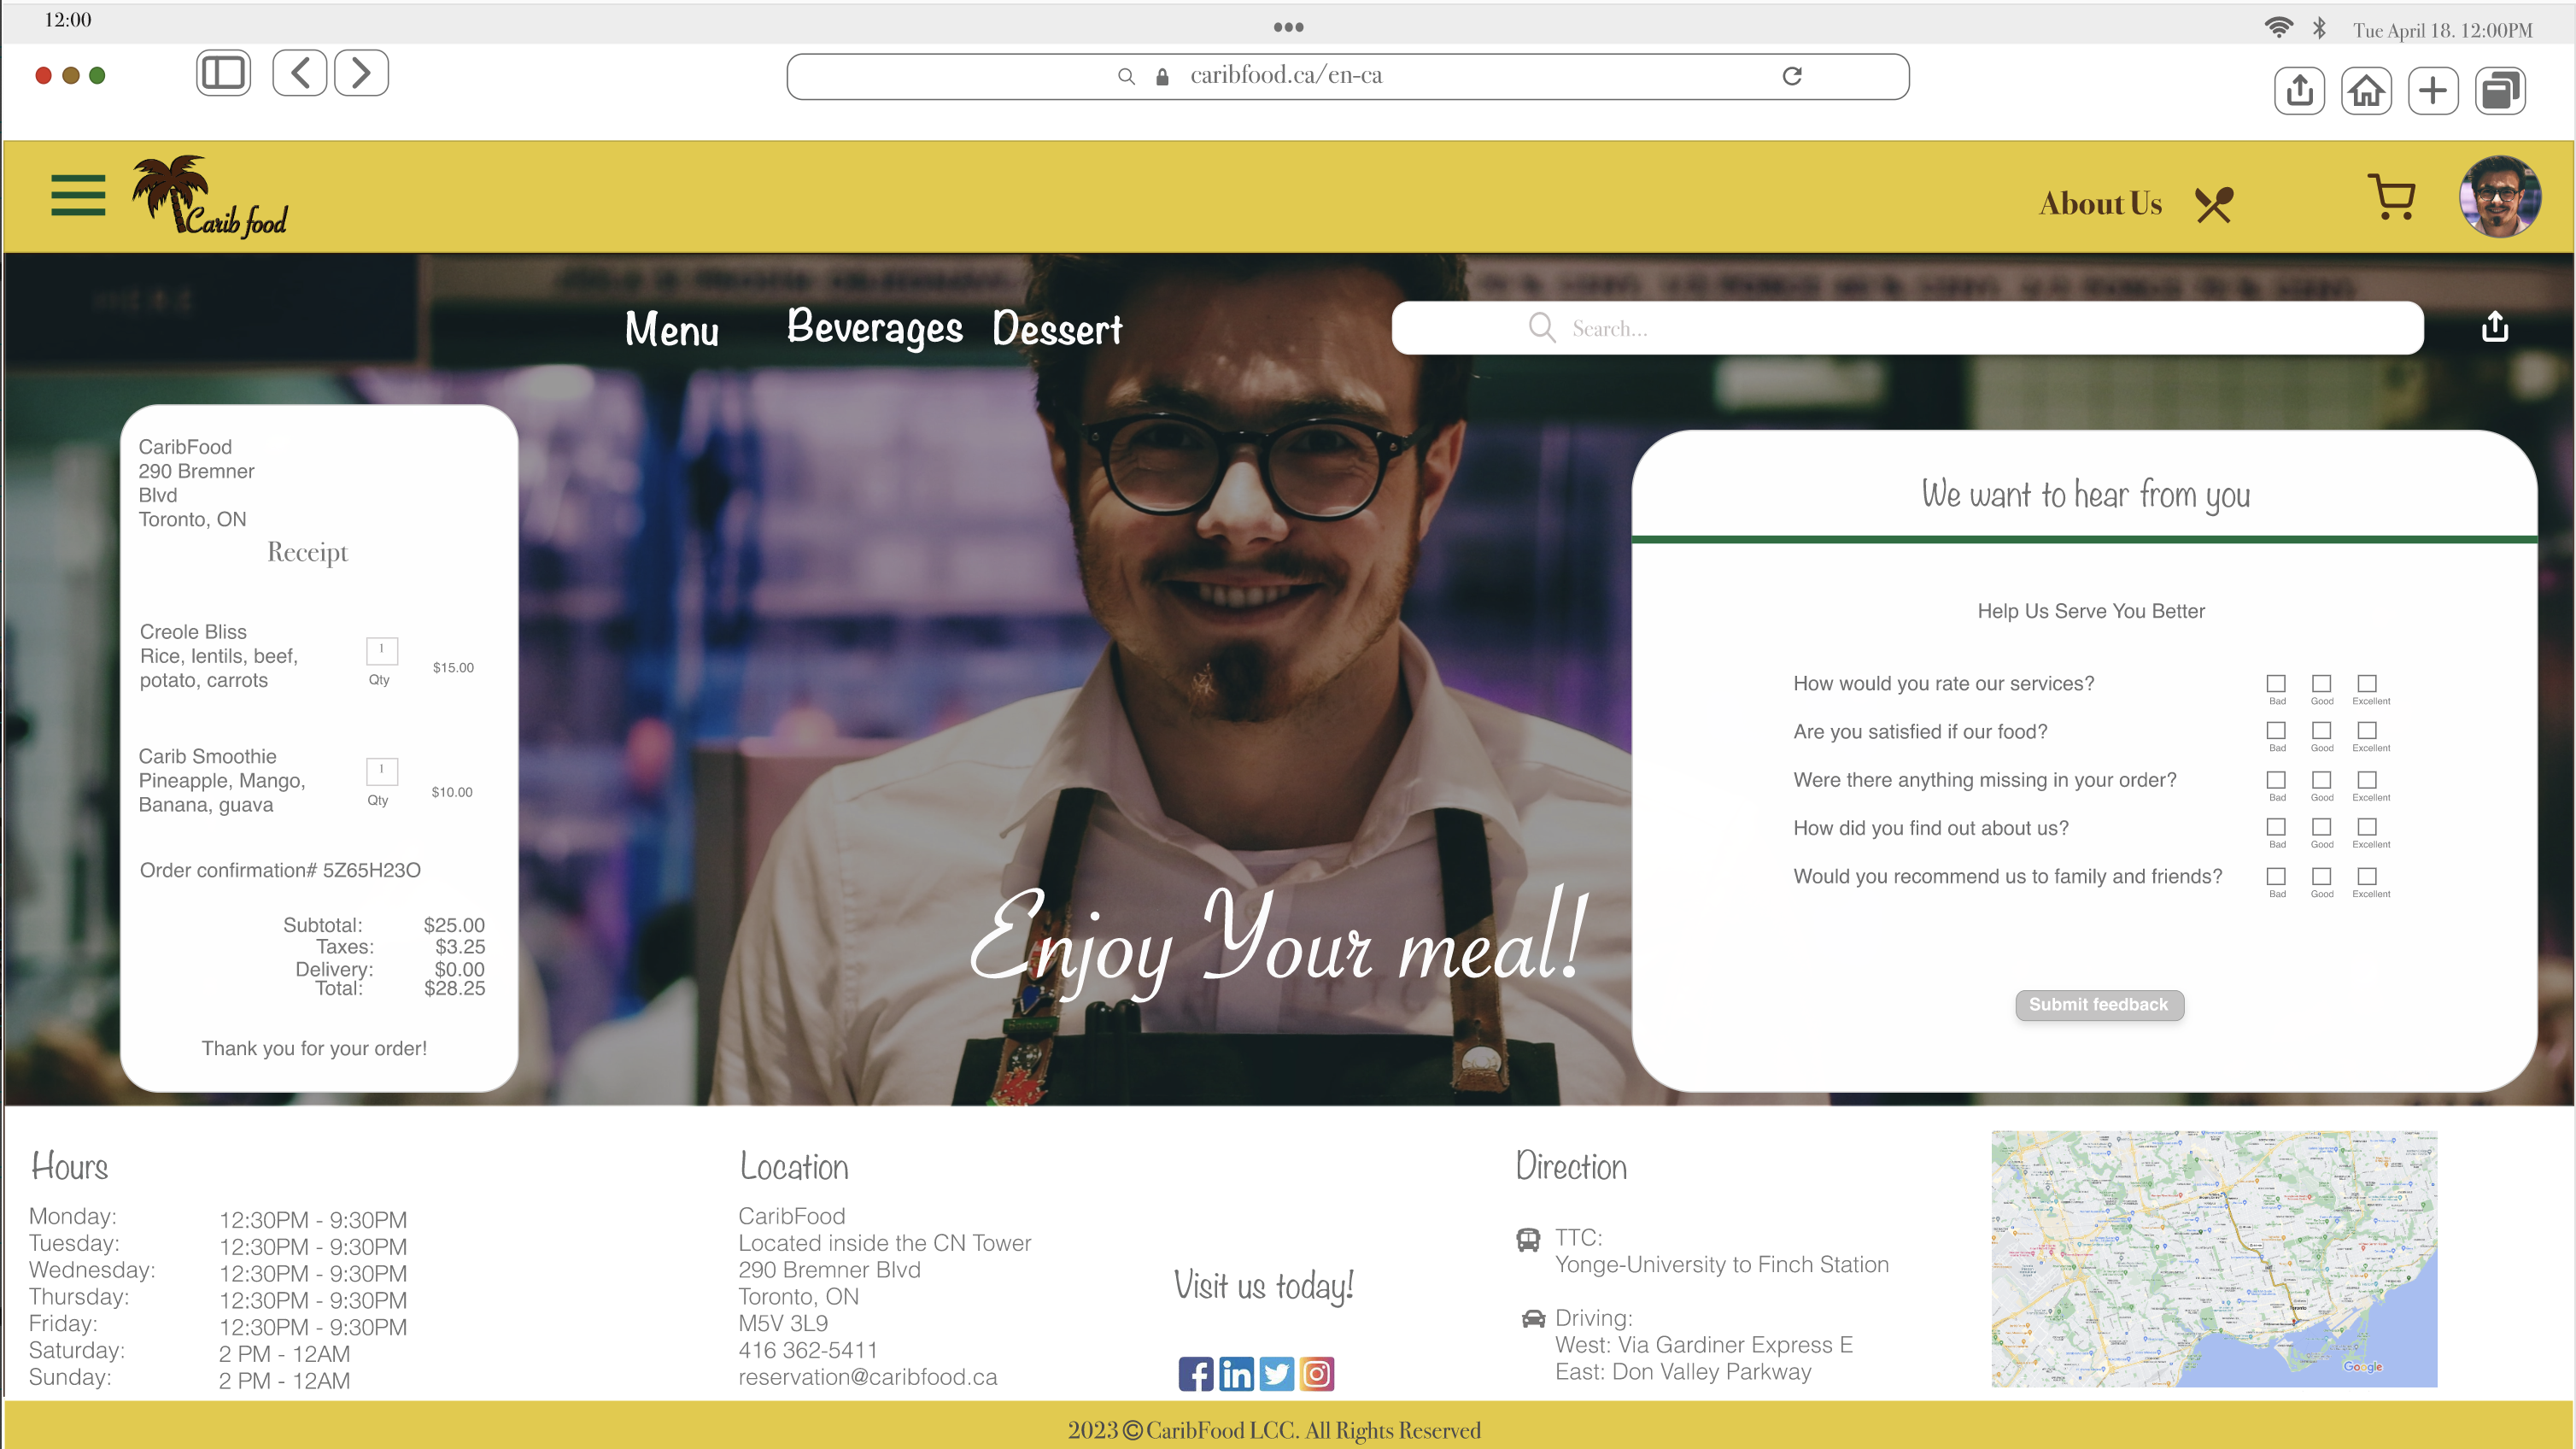 12:00
Tue April 18. 12:00PM
caribfood.ca/en-ca
Carib food
About Us
Menu
Beverages
Dessert
Search...
CaribFood
290 Bremner
Blvd
Toronto, ON
Receipt
Creole Bliss
Rice, lentils, beef,
potato, carrots
1
Qty
$15.00
Carib Smoothie
Pineapple, Mango,
Banana, guava
1
Qty
$10.00
Order confirmation# 5Z65H23O
Subtotal: $25.00
Taxes: $3.25
Delivery: $0.00
Total: $28.25
Thank you for your order!
Enjoy Your meal!
We want to hear from you
Help Us Serve You Better
How would you rate our services?
Bad Good Excellent
Are you satisfied if our food?
Bad Good Excellent
Were there anything missing in your order?
Bad Good Excellent
How did you find out about us?
Bad Good Excellent
Would you recommend us to family and friends?
Bad Good Excellent
Submit feedback
Hours
Monday: 12:30PM - 9:30PM
Tuesday: 12:30PM - 9:30PM
Wednesday: 12:30PM - 9:30PM
Thursday: 12:30PM - 9:30PM
Friday: 12:30PM - 9:30PM
Saturday: 2 PM - 12AM
Sunday: 2 PM - 12AM
Location
CaribFood
Located inside the CN Tower
290 Bremner Blvd
Toronto, ON
M5V 3L9
416 362-5411
reservation@caribfood.ca
Visit us today!
Direction
TTC:
Yonge-University to Finch Station
Driving:
West: Via Gardiner Express E
East: Don Valley Parkway
Toronto
Google
2023 © CaribFood LCC. All Rights Reserved